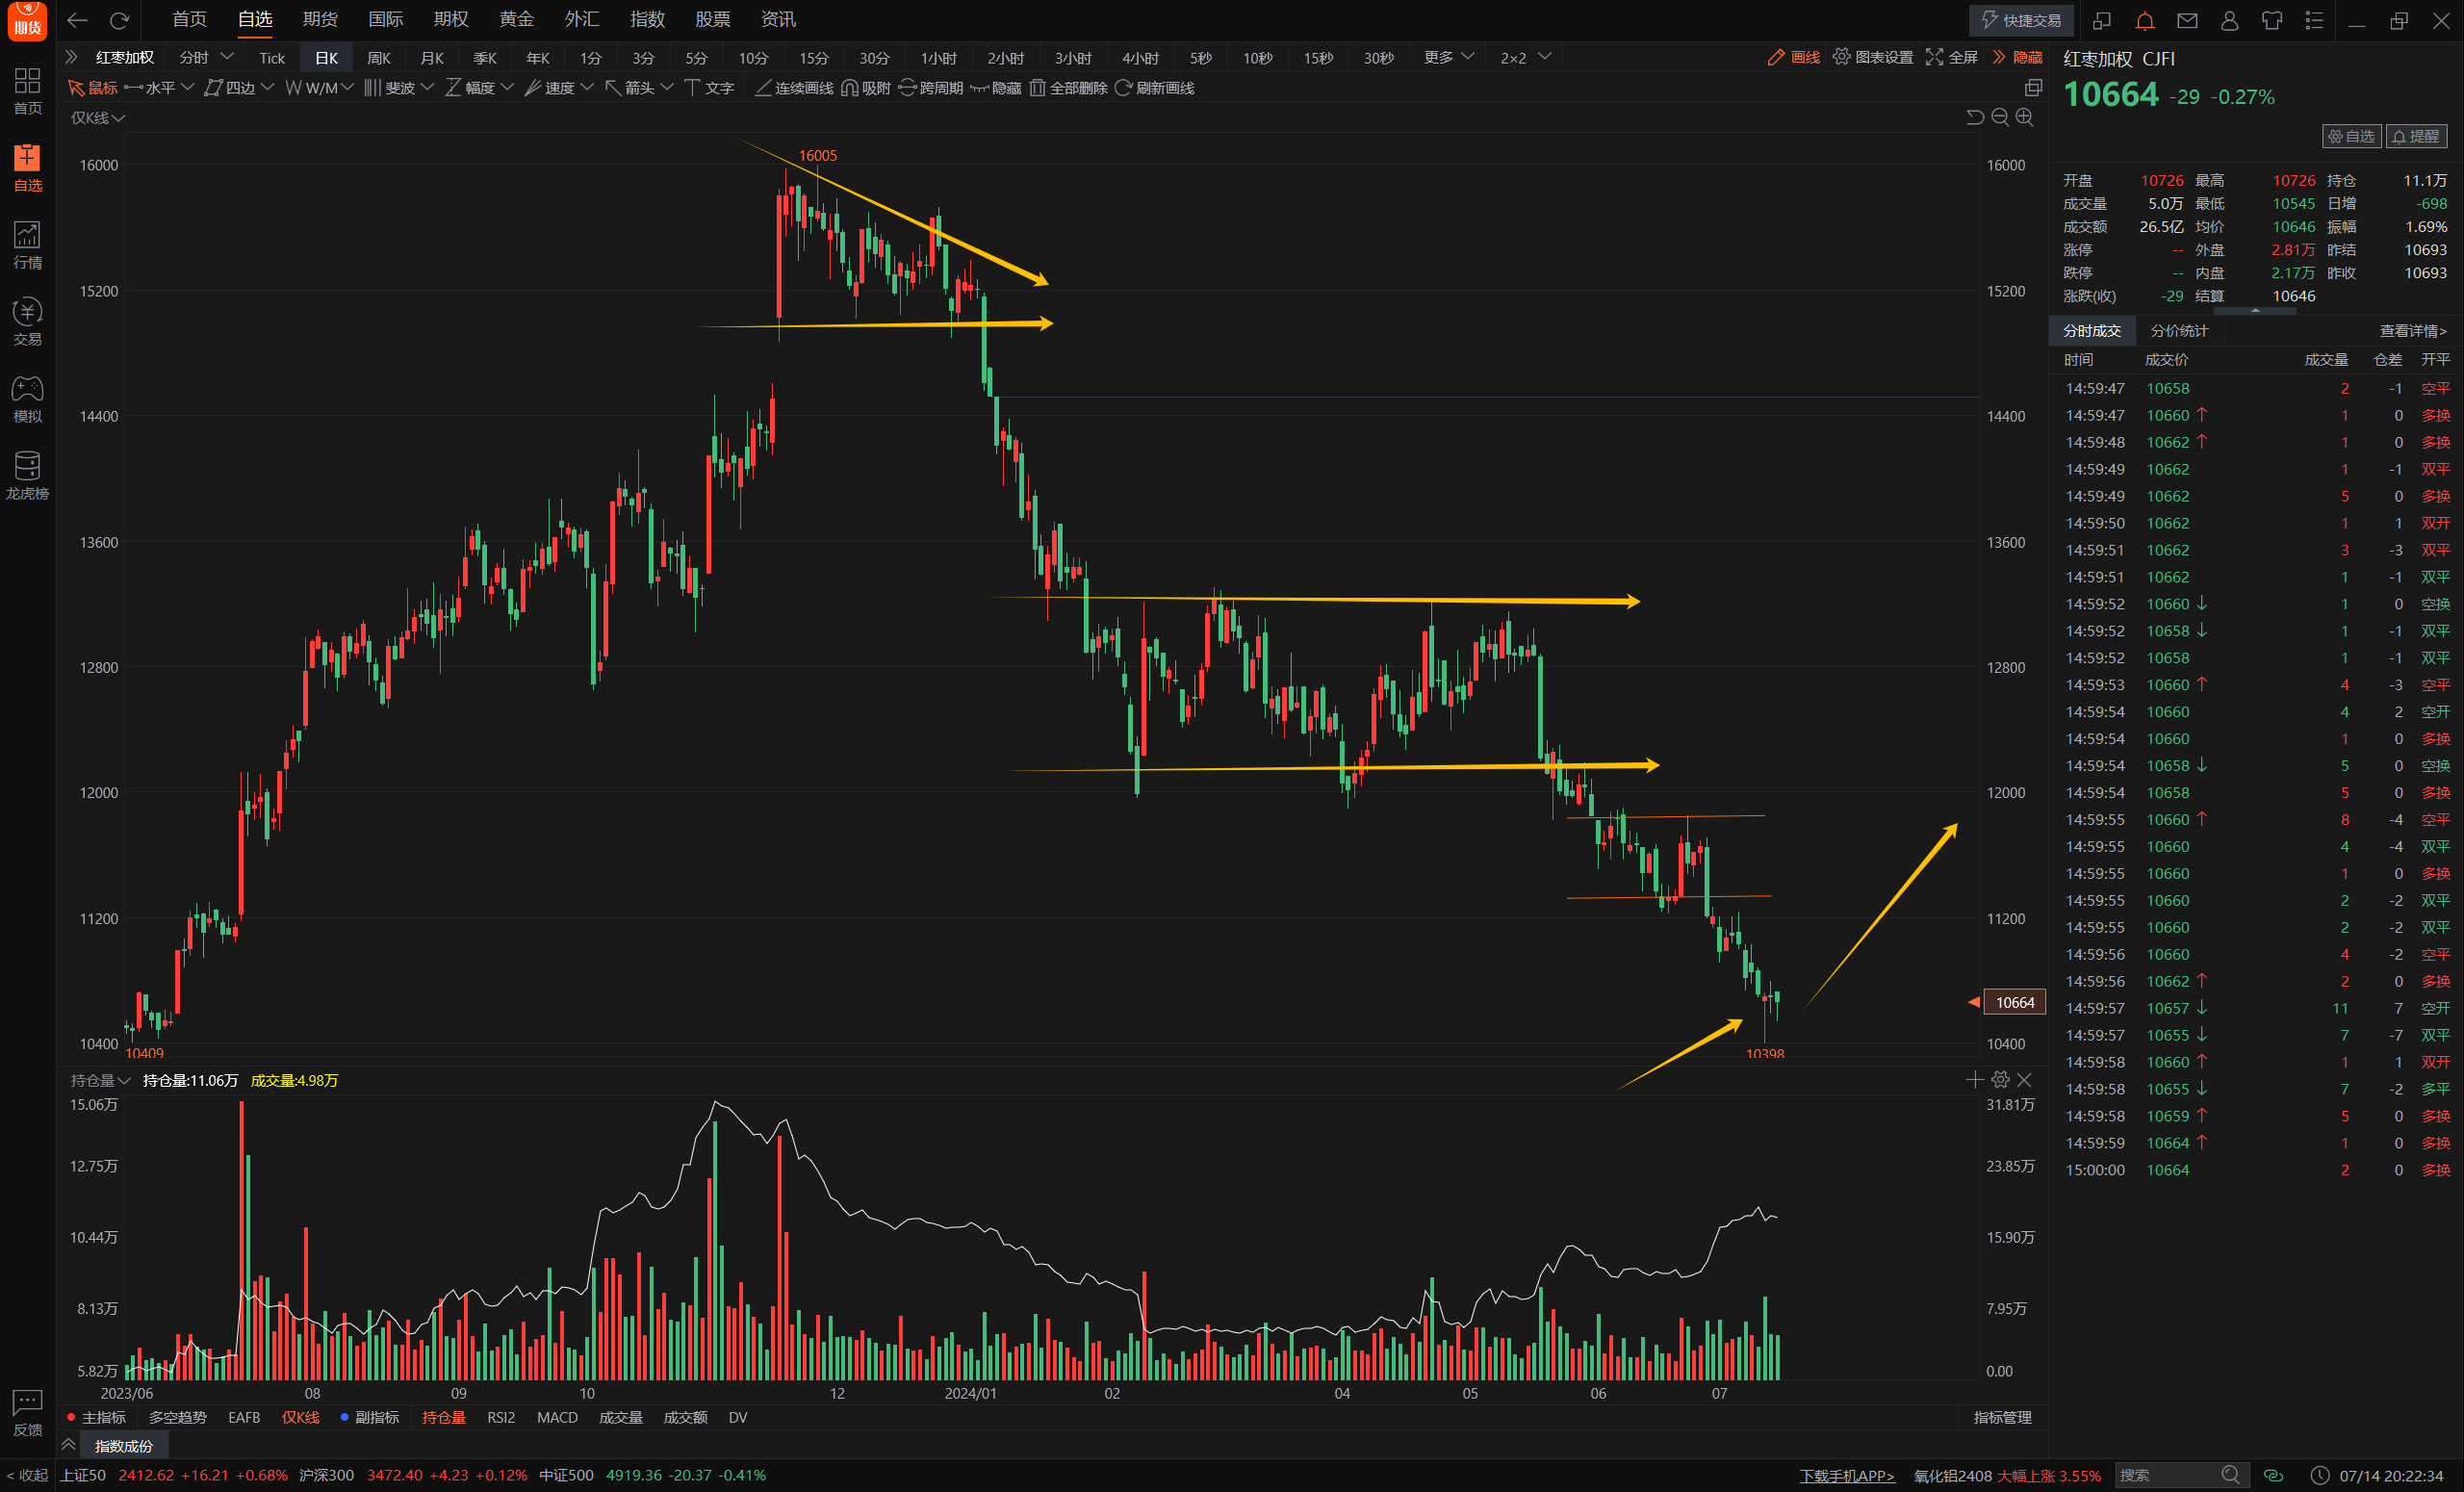 期货 首页 自选 期货 国际 期权 黄金 外汇 指数 股票 资讯 快捷交易
红枣加权 分时 Tick 日K 周K 月K 季K 年K 1分 3分 5分 10分 15分 30分 1小时 2小时 3小时 4小时 5秒 10秒 15秒 30秒 更多 2×2 画线 图表设置 全屏 隐藏
鼠标 水平 四边 W/M 斐波 幅度 速度 箭头 文字 连续画线 吸附 跨周期 隐藏 全部删除 刷新画线
仅K线
首页
自选
行情
交易
模拟
龙虎榜
反馈
16005
16000 16000
15200 15200
14400 14400
13600 13600
12800 12800
12000 12000
11200 11200
10664
10400 10400
10409 10398
持仓量 持仓量:11.06万 成交量:4.98万
15.06万 31.81万
12.75万 23.85万
10.44万 15.90万
8.13万 7.95万
5.82万 0.00
2023/06 08 09 10 12 2024/01 02 04 05 06 07
主指标 多空趋势 EAFB 仅K线 副指标 持仓量 RSI2 MACD 成交量 成交额 DV 指标管理
指数成份
红枣加权 CJFI
10664 -29 -0.27%
自选 提醒
开盘 10726 最高 10726 持仓 11.1万
成交量 5.0万 最低 10545 日增 -698
成交额 26.5亿 均价 10646 振幅 1.69%
涨停 -- 外盘 2.81万 昨结 10693
跌停 -- 内盘 2.17万 昨收 10693
涨跌(收) -29 结算 10646
分时成交 分价统计 查看详情>
时间 成交价 成交量 仓差 开平
14:59:47 10658 2 -1 空平
14:59:47 10660 ↑ 1 0 多换
14:59:48 10662 ↑ 1 0 多换
14:59:49 10662 1 -1 双平
14:59:49 10662 5 0 多换
14:59:50 10662 1 1 双开
14:59:51 10662 3 -3 双平
14:59:51 10662 1 -1 双平
14:59:52 10660 ↓ 1 0 空换
14:59:52 10658 ↓ 1 -1 双平
14:59:52 10658 1 -1 双平
14:59:53 10660 ↑ 4 -3 空平
14:59:54 10660 4 2 空开
14:59:54 10660 1 0 多换
14:59:54 10658 ↓ 5 0 空换
14:59:54 10658 5 0 多换
14:59:55 10660 ↑ 8 -4 空平
14:59:55 10660 4 -4 双平
14:59:55 10660 1 0 多换
14:59:55 10660 2 -2 双平
14:59:55 10660 2 -2 双平
14:59:56 10660 4 -2 空平
14:59:56 10662 ↑ 2 0 多换
14:59:57 10657 ↓ 11 7 空开
14:59:57 10655 ↓ 7 -7 双平
14:59:58 10660 ↑ 1 1 双开
14:59:58 10655 ↓ 7 -2 多平
14:59:58 10659 ↑ 5 0 多换
14:59:59 10664 ↑ 1 0 多换
15:00:00 10664 2 0 多换
< 收起 上证50 2412.62 +16.21 +0.68% 沪深300 3472.40 +4.23 +0.12% 中证500 4919.36 -20.37 -0.41% 下载手机APP> 氧化铝2408 大幅上涨 3.55% 搜索 07/14 20:22:34